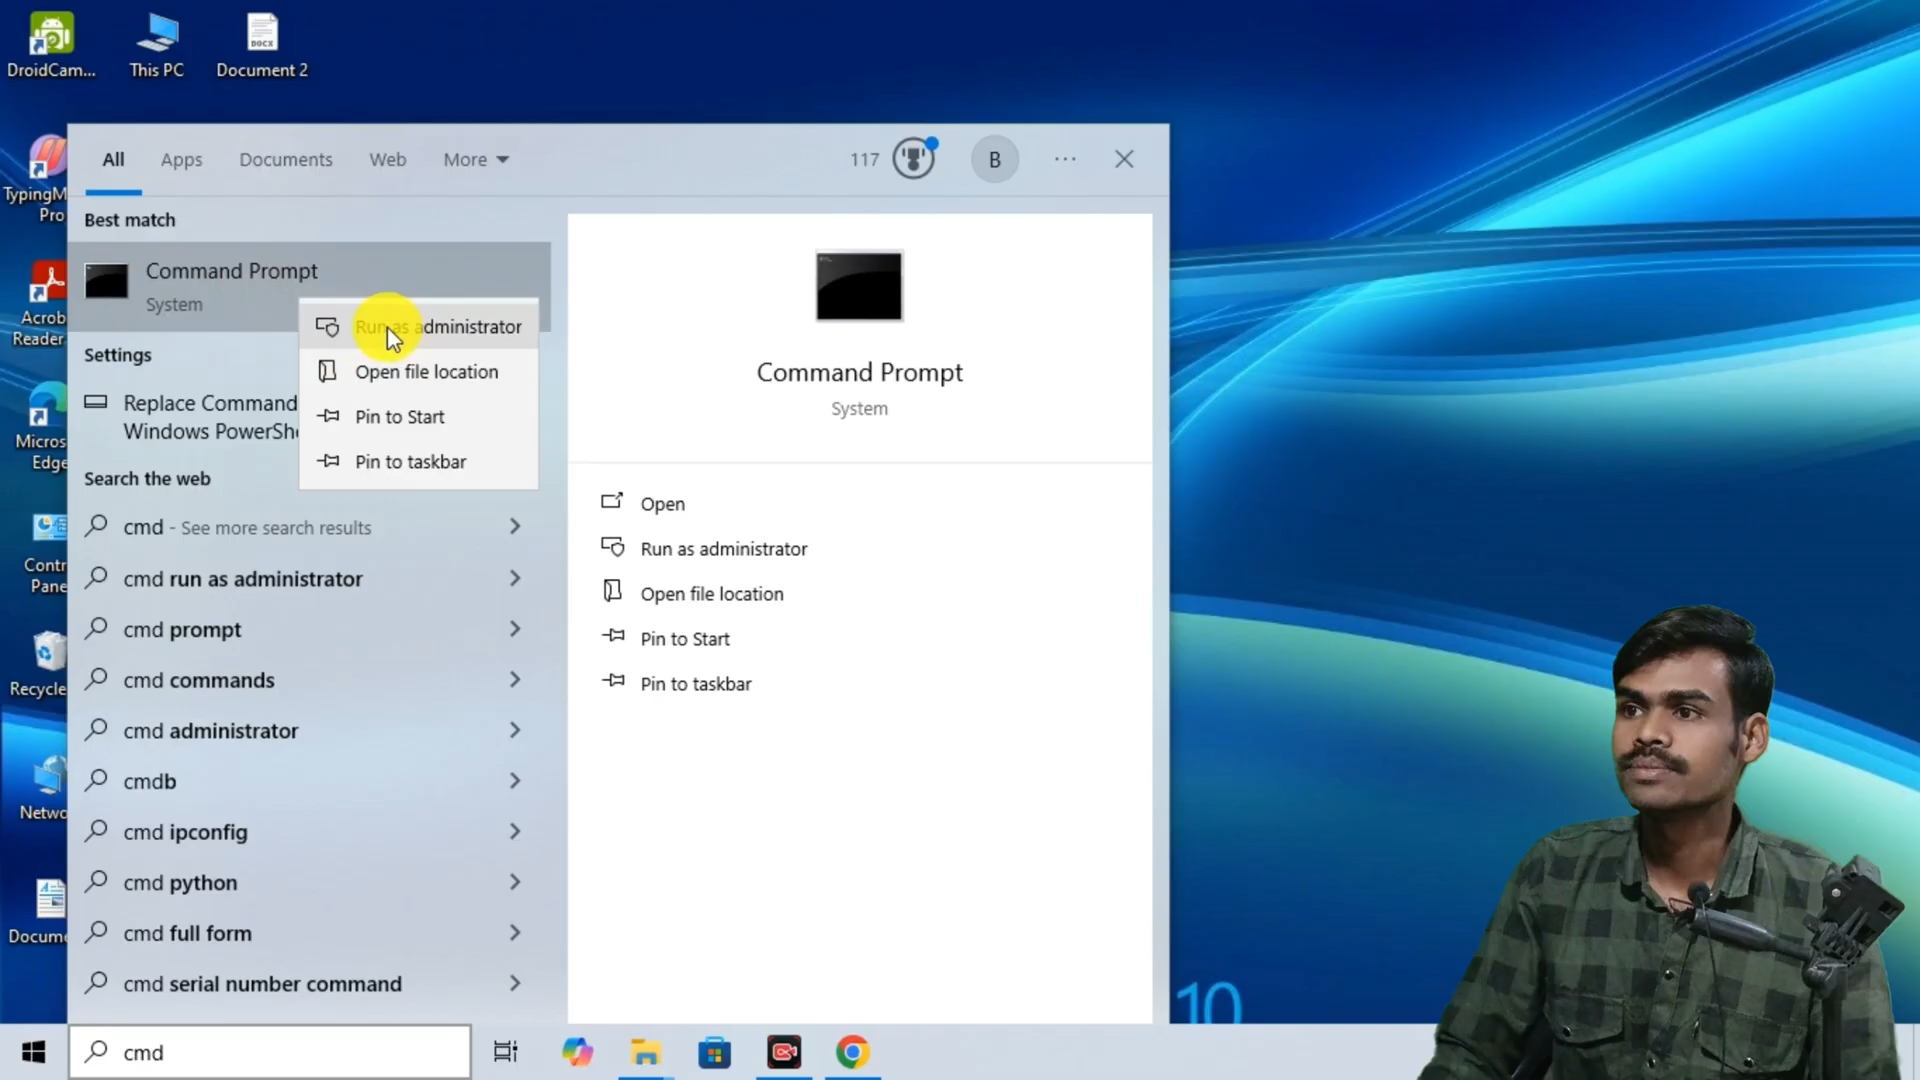 DroidCam...
This PC
DOCX
Document 2
TypingM
Pro
Acrob
Reader
Micros
Edge
Contr
Pane
Recycle
Netwo
Docume
All
Apps
Documents
Web
More
117
B
Best match
Command Prompt
System
Run as administrator
Open file location
Pin to Start
Pin to taskbar
Settings
Replace Command
Windows PowerShe
Search the web
cmd - See more search results
cmd run as administrator
cmd prompt
cmd commands
cmd administrator
cmdb
cmd ipconfig
cmd python
cmd full form
cmd serial number command
Command Prompt
System
Open
Run as administrator
Open file location
Pin to Start
Pin to taskbar
10
cmd